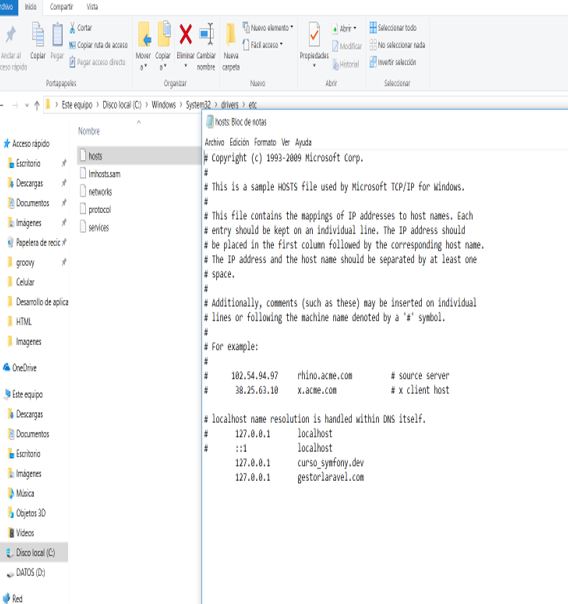 Archivo
Inicio
Compartir
Vista
Anclar al
acceso rápido
Copiar
Pegar
Cortar
Copiar ruta de acceso
Pegar acceso directo
Portapapeles
Mover
a
Copiar
a
Eliminar
Cambiar
nombre
Organizar
Nueva
carpeta
Nuevo elemento
Fácil acceso
Nuevo
Propiedades
Abrir
Modificar
Historial
Abrir
Seleccionar todo
No seleccionar nada
Invertir selección
Seleccionar
Este equipo › Disco local (C:) › Windows › System32 › drivers › etc
Acceso rápido
Escritorio
Descargas
Documentos
Imágenes
Papelera de recic
groovy
Celular
Desarrollo de aplica
HTML
Imagenes
OneDrive
Este equipo
Descargas
Documentos
Escritorio
Imágenes
Música
Objetos 3D
Vídeos
Disco local (C:)
DATOS (D:)
Red
Nombre
hosts
lmhosts.sam
networks
protocol
services
hosts: Bloc de notas
Archivo Edición Formato Ver Ayuda
# Copyright (c) 1993-2009 Microsoft Corp.
#
# This is a sample HOSTS file used by Microsoft TCP/IP for Windows.
#
# This file contains the mappings of IP addresses to host names. Each
# entry should be kept on an individual line. The IP address should
# be placed in the first column followed by the corresponding host name.
# The IP address and the host name should be separated by at least one
# space.
#
# Additionally, comments (such as these) may be inserted on individual
# lines or following the machine name denoted by a '#' symbol.
#
# For example:
#
# 102.54.94.97 rhino.acme.com # source server
# 38.25.63.10 x.acme.com # x client host
# localhost name resolution is handled within DNS itself.
# 127.0.0.1 localhost
# ::1 localhost
127.0.0.1 curso_symfony.dev
127.0.0.1 gestorlaravel.com